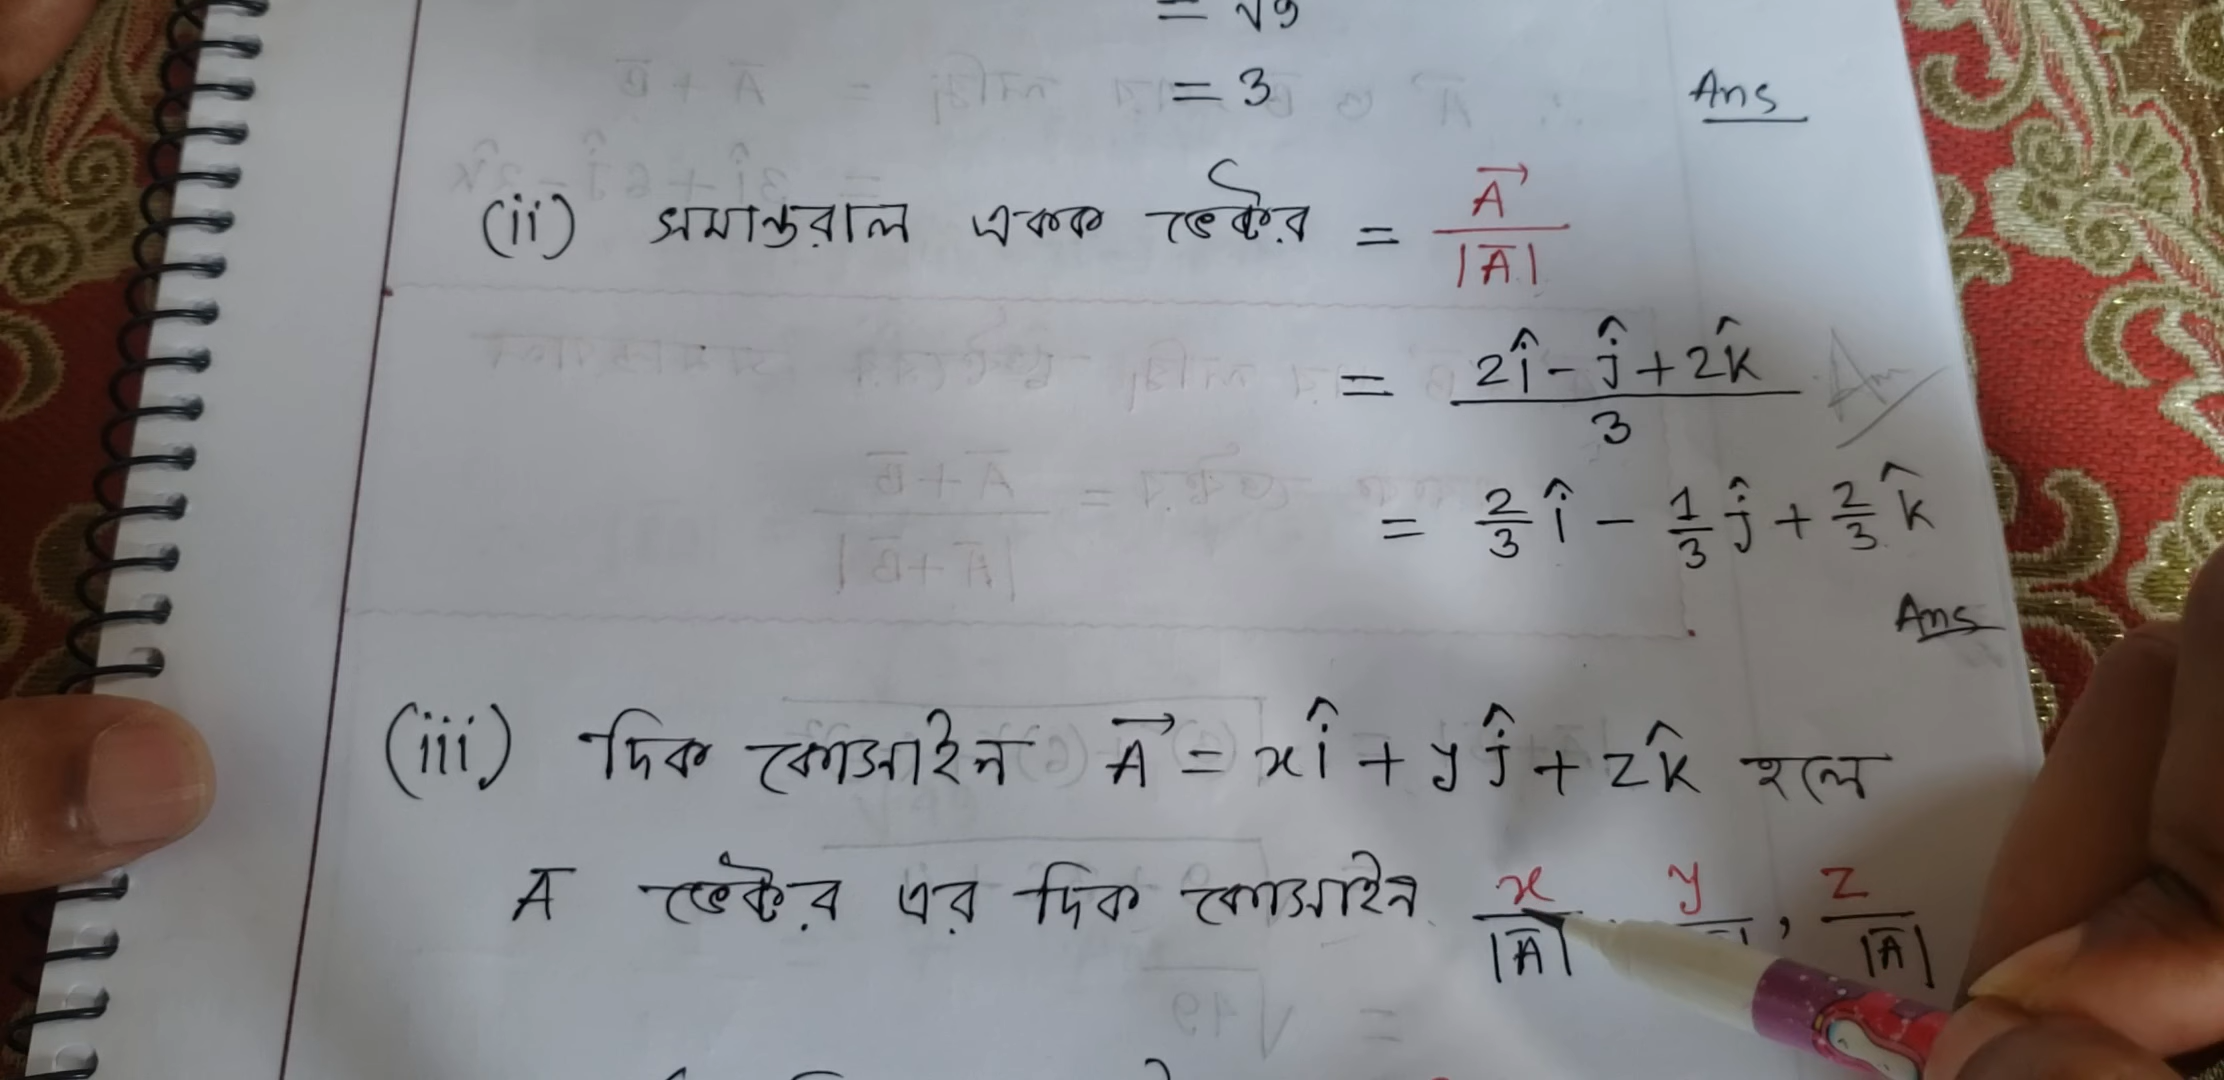 = √9
= 3 Ans
(ii) সমান্তরাল একক ভেক্টর = A⃗ / |A̅|
= (2î - ĵ + 2k̂) / 3
= 2/3 î - 1/3 ĵ + 2/3 k̂
Ans
(iii) দিক কোসাইন A⃗ = xî + yĵ + zk̂ হলে
A̅ ভেক্টর এর দিক কোসাইন x/|A̅| y , z/|A̅|